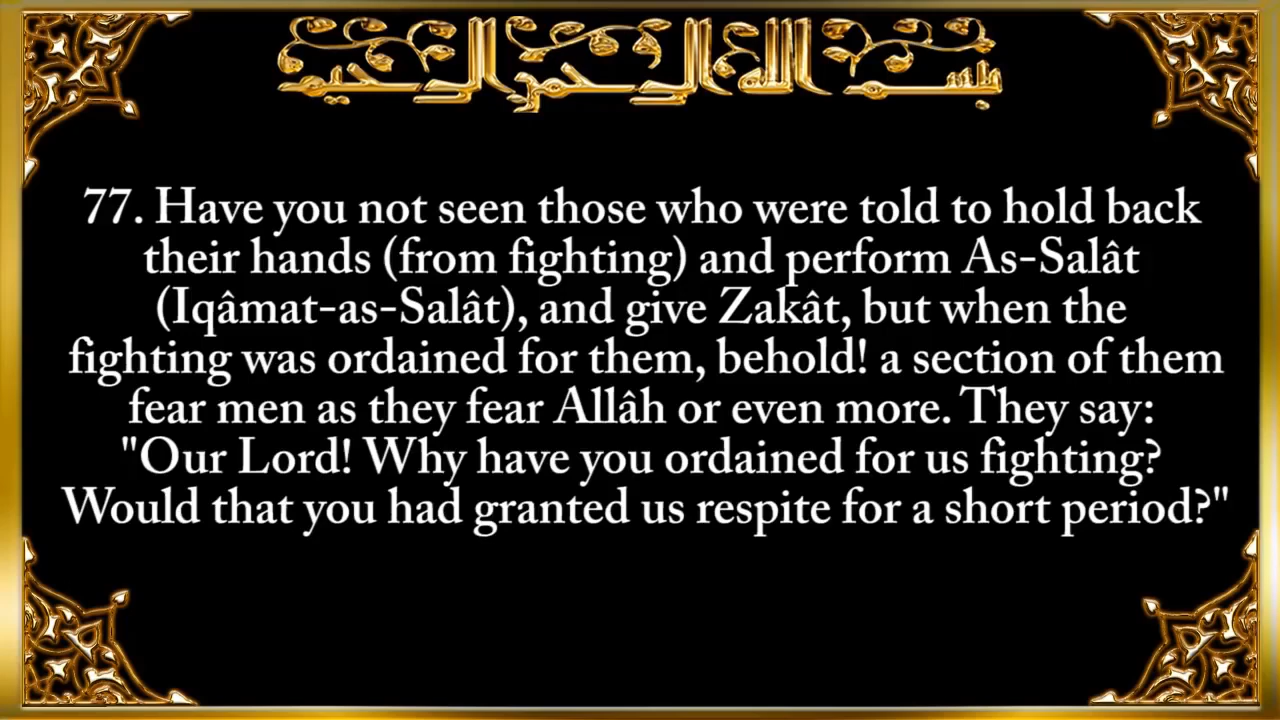 بسم الله الرحمن الرحيم
77. Have you not seen those who were told to hold back
their hands (from fighting) and perform As-Salât
(Iqâmat-as-Salât), and give Zakât, but when the
fighting was ordained for them, behold! a section of them
fear men as they fear Allâh or even more. They say:
"Our Lord! Why have you ordained for us fighting?
Would that you had granted us respite for a short period?"